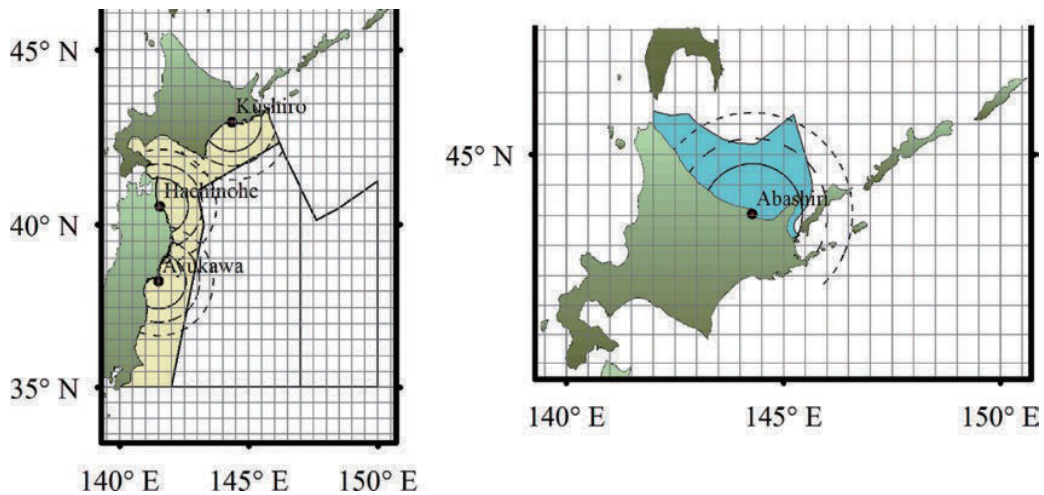 45° N
Kushiro
Hachinohe
40° N
Ayukawa
35° N
140° E 145° E 150° E
45° N
Abashiri
140° E 145° E 150° E